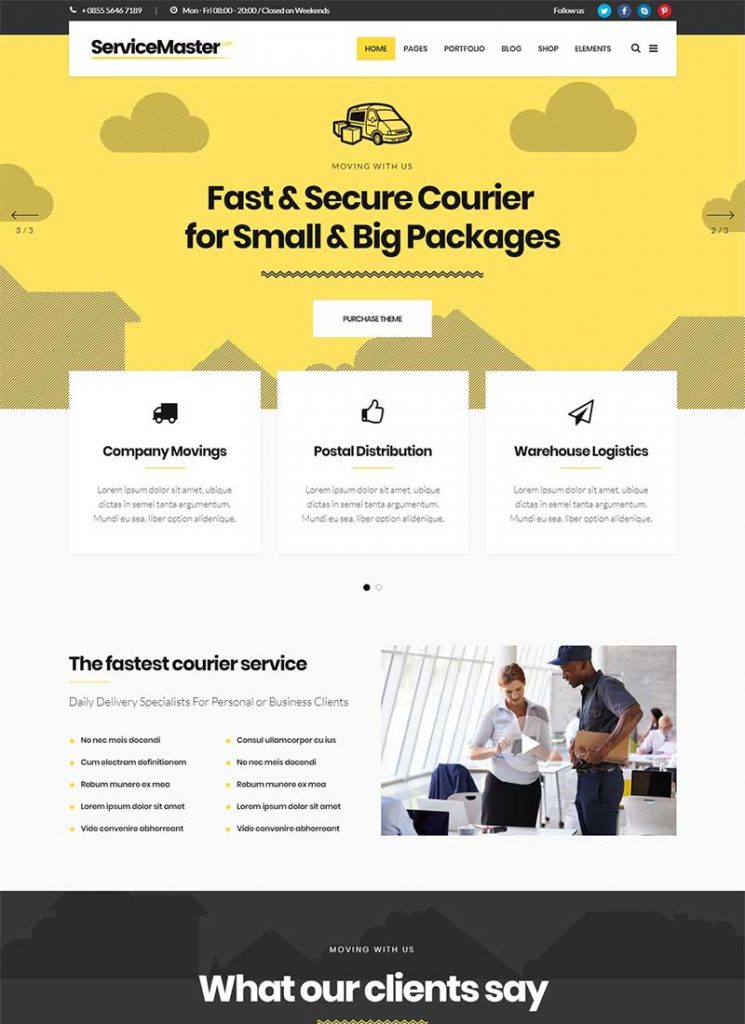 + 0855 5646 7189 | Mon - Fri 08:00 - 20:00 / Closed on Weekends Follow us
ServiceMaster HOME PAGES PORTFOLIO BLOG SHOP ELEMENTS
MOVING WITH US
Fast & Secure Courier
for Small & Big Packages
3 / 3 2 / 3
PURCHASE THEME
Company Movings Postal Distribution Warehouse Logistics
Lorem ipsum dolor sit amet, ubique Lorem ipsum dolor sit amet, ubique Lorem ipsum dolor sit amet, ubique
dictas in semei tanta argumentum. dictas in semei tanta argumentum. dictas in semei tanta argumentum.
Mundi eu sea, liber option alidenique. Mundi eu sea, liber option alidenique. Mundi eu sea, liber option alidenique.
The fastest courier service
Daily Delivery Specialists For Personal or Business Clients
No nec meis docendi Consul ullamcorper cu ius
Cum electram definitionem No nec meis docendi
Rebum munere ex mea Rebum munere ex mea
Lorem ipsum dolor sit amet Lorem ipsum dolor sit amet
Vide convenire abhorreant Vide convenire abhorreant
MOVING WITH US
What our clients say